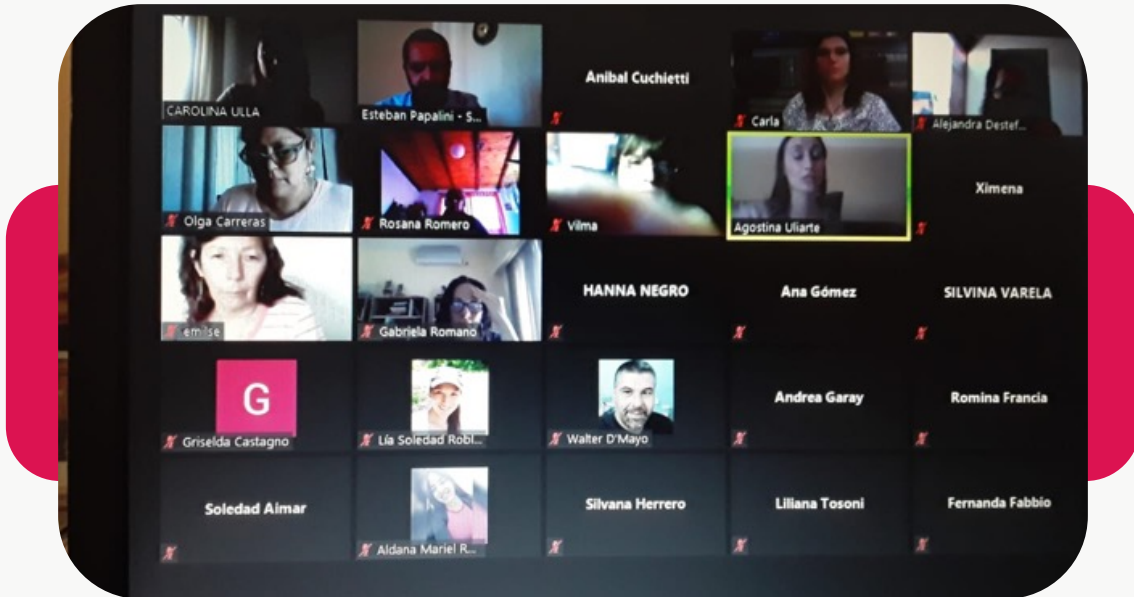 CAROLINA ULLA
Esteban Papalini - S...
Anibal Cuchietti
Carla
Alejandra Destef...
Olga Carreras
Rosana Romero
Vilma
Agostina Uliarte
Ximena
emilse
Gabriela Romano
HANNA NEGRO
Ana Gómez
SILVINA VARELA
G
Griselda Castagno
Lía Soledad Robl...
Walter D'Mayo
Andrea Garay
Romina Francia
Soledad Aimar
Aldana Mariel R...
Silvana Herrero
Liliana Tosoni
Fernanda Fabbio